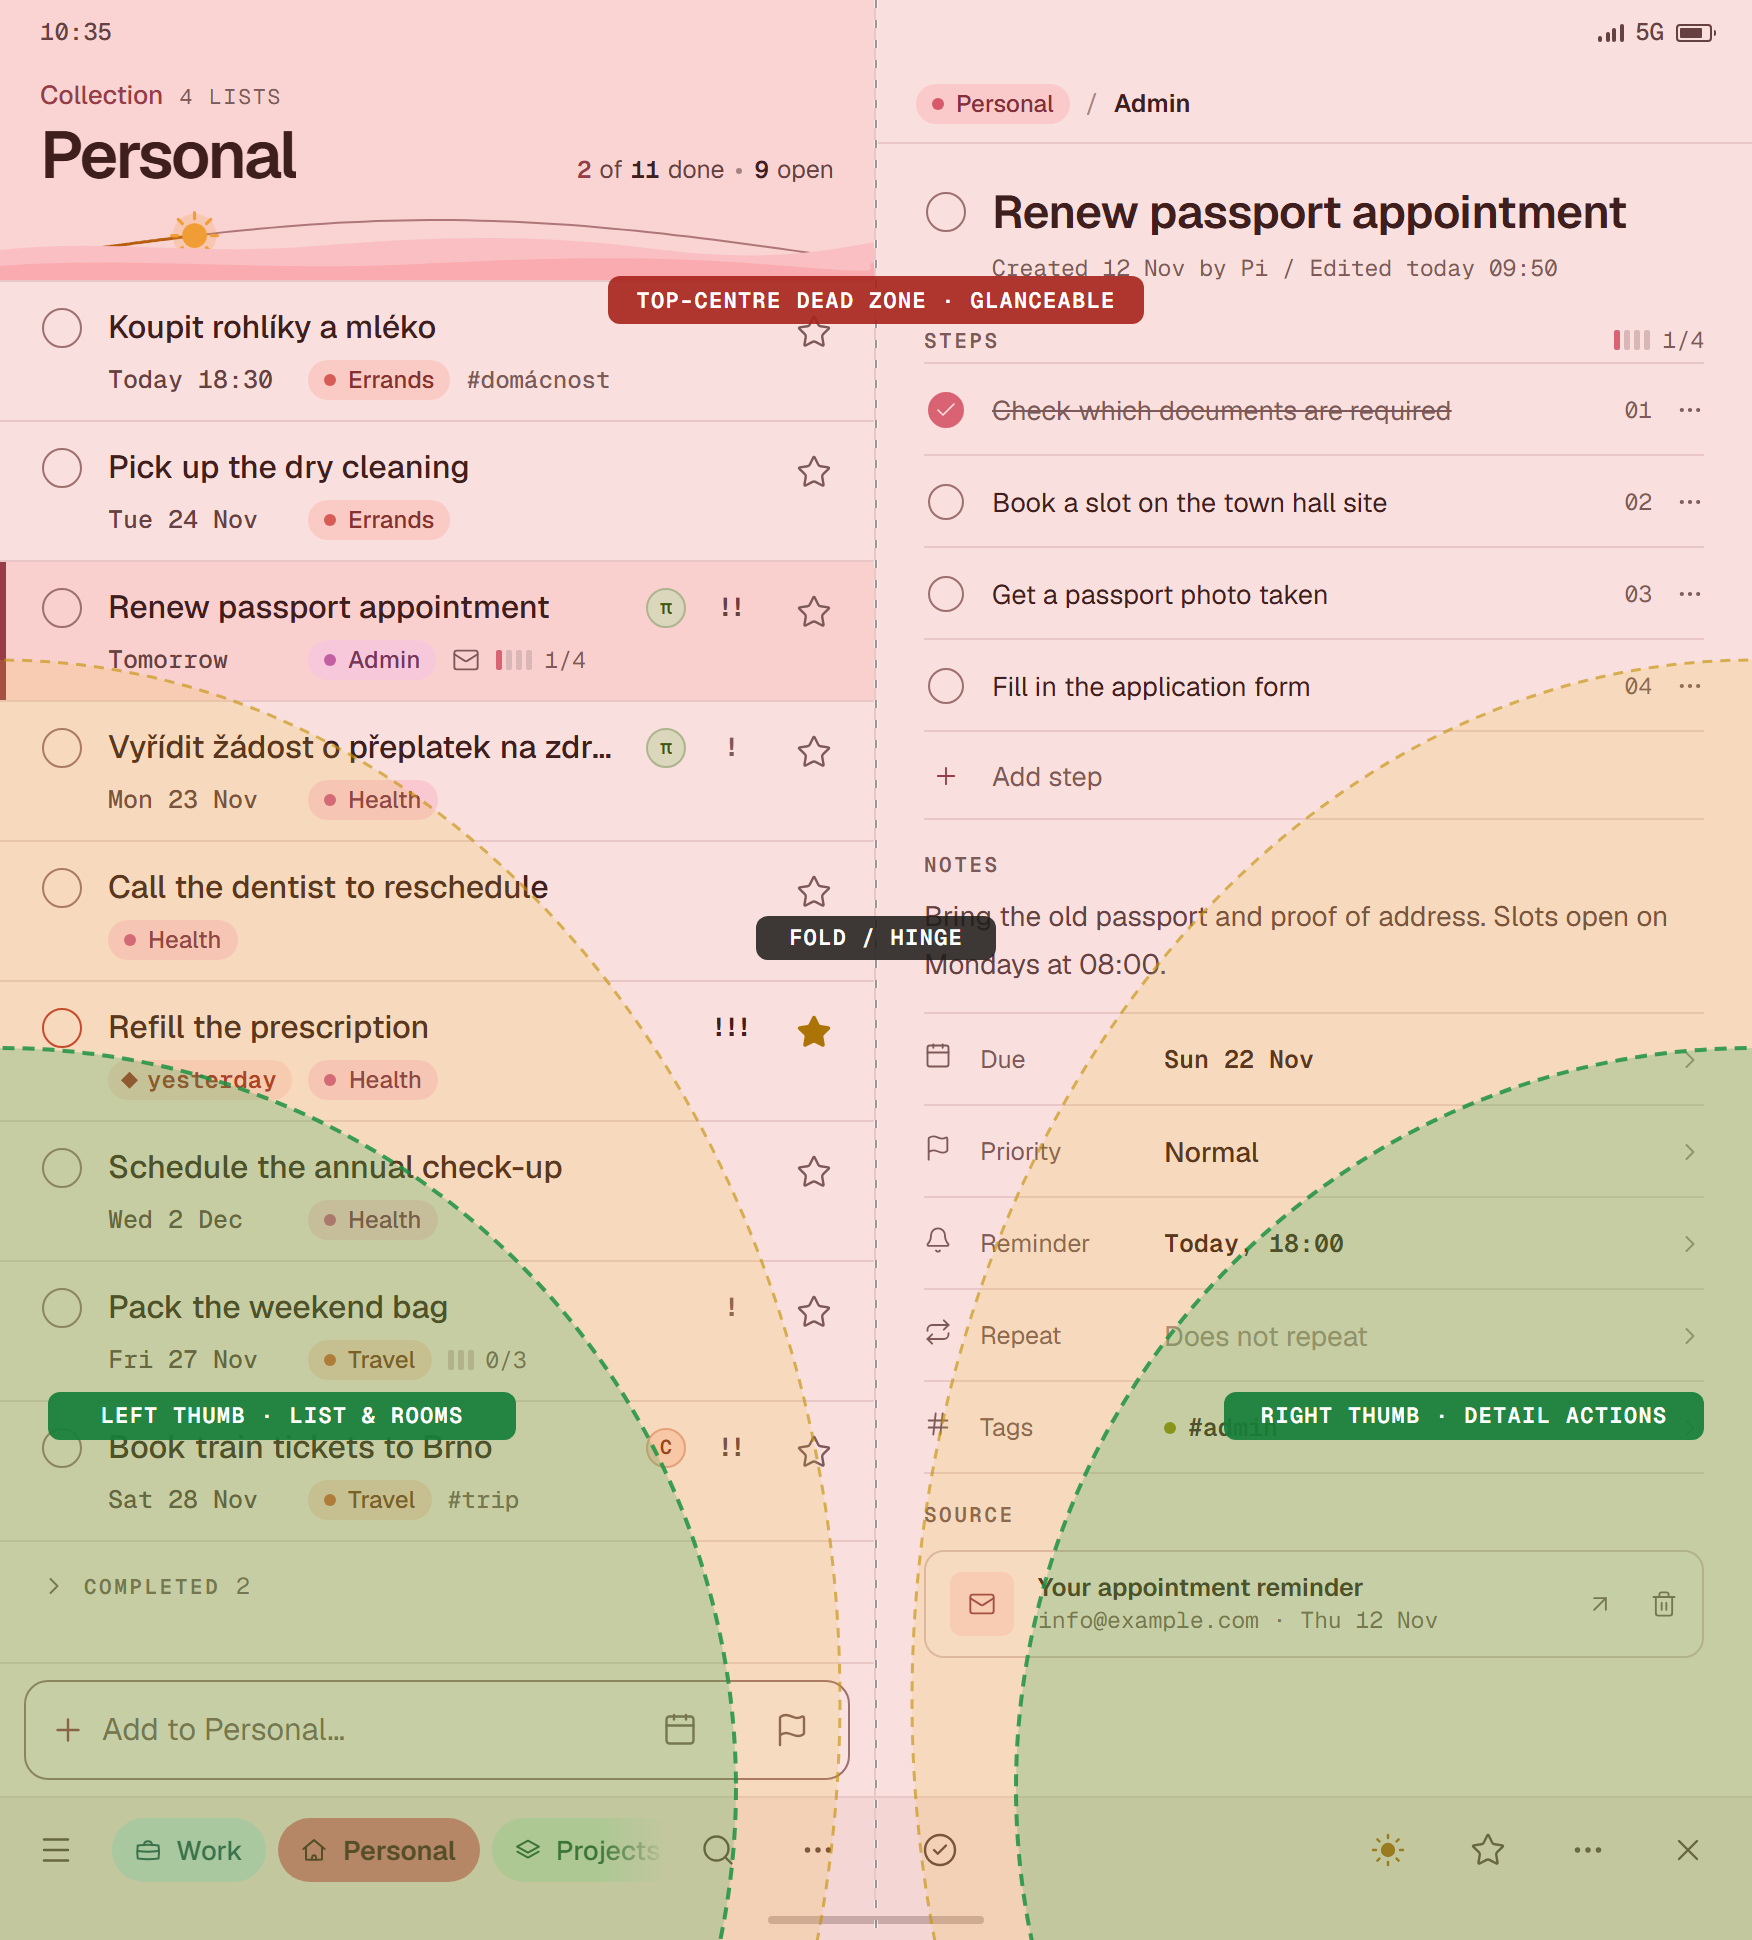 10:35
5G
Collection 4 LISTS
Personal
2 of 11 done • 9 open
Personal / Admin
Renew passport appointment
Created 12 Nov by Pi / Edited today 09:50
TOP-CENTRE DEAD ZONE · GLANCEABLE
Koupit rohlíky a mléko
Today 18:30 Errands #domácnost
Pick up the dry cleaning
Tue 24 Nov Errands
Renew passport appointment π !!
Tomorrow Admin 1/4
Vyřídit žádost o přeplatek na zdr… π !
Mon 23 Nov Health
Call the dentist to reschedule
Health
Refill the prescription !!!
yesterday Health
Schedule the annual check-up
Wed 2 Dec Health
Pack the weekend bag !
Fri 27 Nov Travel 0/3
LEFT THUMB · LIST & ROOMS
Book train tickets to Brno C !!
Sat 28 Nov Travel #trip
COMPLETED 2
Add to Personal…
Work Personal Projects
STEPS 1/4
Check which documents are required 01
Book a slot on the town hall site 02
Get a passport photo taken 03
Fill in the application form 04
Add step
NOTES
Bring the old passport and proof of address. Slots open on
Mondays at 08:00.
FOLD / HINGE
Due Sun 22 Nov
Priority Normal
Reminder Today, 18:00
Repeat Does not repeat
Tags #admin
RIGHT THUMB · DETAIL ACTIONS
SOURCE
Your appointment reminder
info@example.com · Thu 12 Nov